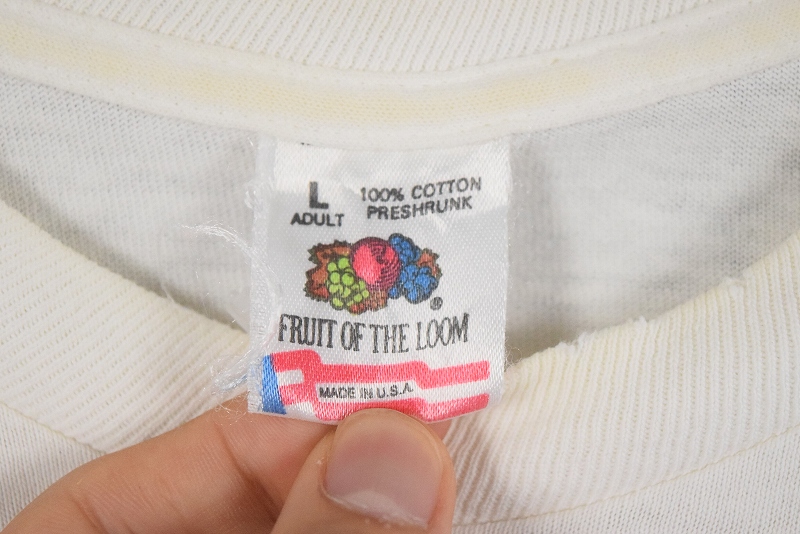 L
ADULT
100% COTTON
PRESHRUNK
®
FRUIT OF THE LOOM
MADE IN U.S.A.